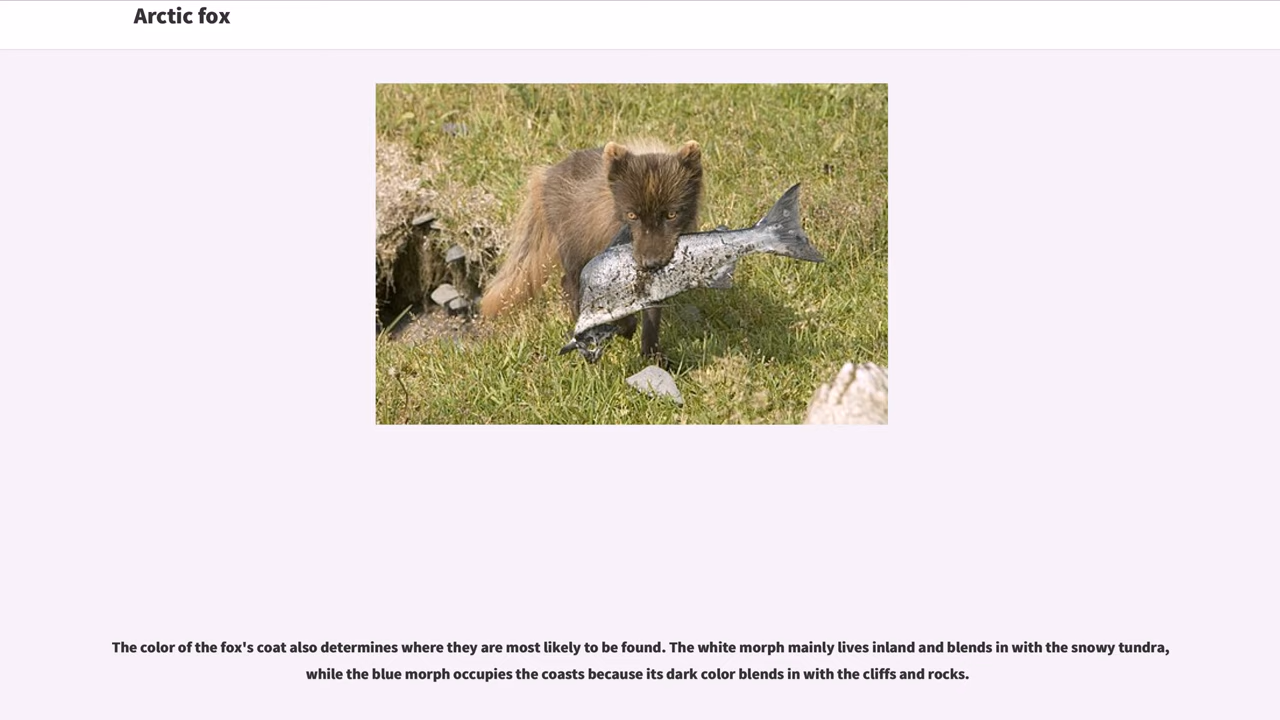 Arctic fox
The color of the fox's coat also determines where they are most likely to be found. The white morph mainly lives inland and blends in with the snowy tundra,
while the blue morph occupies the coasts because its dark color blends in with the cliffs and rocks.